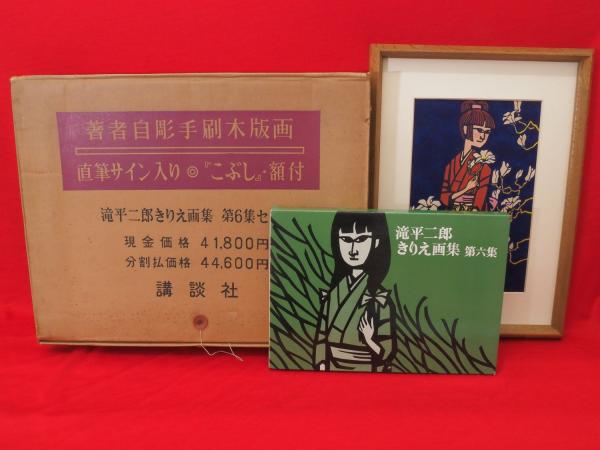 著者自彫手刷木版画
直筆サイン入り◎『こぶし』・額付
滝平二郎きりえ画集 第6集セ
現金価格 41,800円
分割払価格 44,600円
講談社
滝平二郎
きりえ画集 第六集